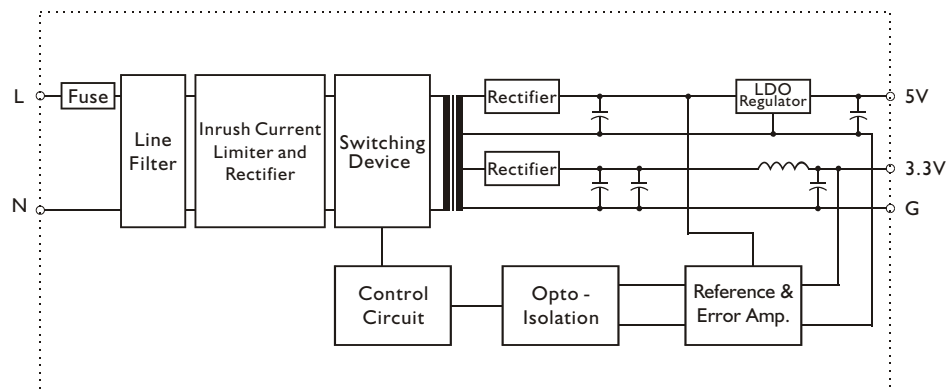 L
Fuse
Line
Filter
Inrush Current
Limiter and
Rectifier
Switching
Device
Rectifier
LDO
Regulator
5V
Rectifier
3.3V
N
G
Control
Circuit
Opto -
Isolation
Reference &
Error Amp.